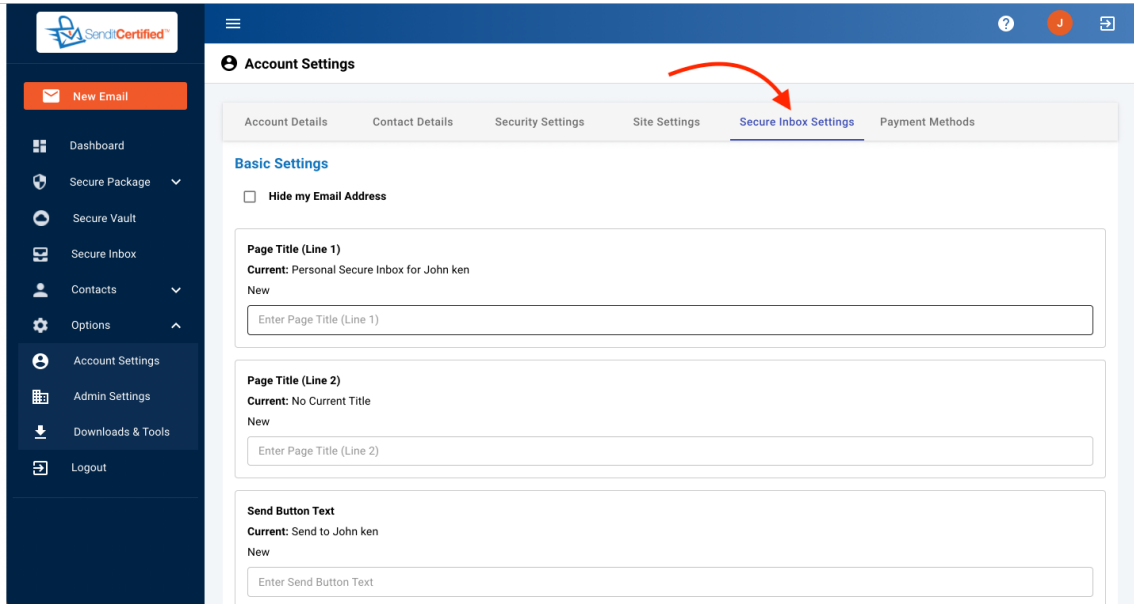 SenditCertified™
J
Account Settings
New Email
Account Details
Contact Details
Security Settings
Site Settings
Secure Inbox Settings
Payment Methods
Dashboard
Secure Package
Secure Vault
Secure Inbox
Contacts
Options
Account Settings
Admin Settings
Downloads & Tools
Logout
Basic Settings
Hide my Email Address
Page Title (Line 1)
Current: Personal Secure Inbox for John ken
New
Enter Page Title (Line 1)
Page Title (Line 2)
Current: No Current Title
New
Enter Page Title (Line 2)
Send Button Text
Current: Send to John ken
New
Enter Send Button Text